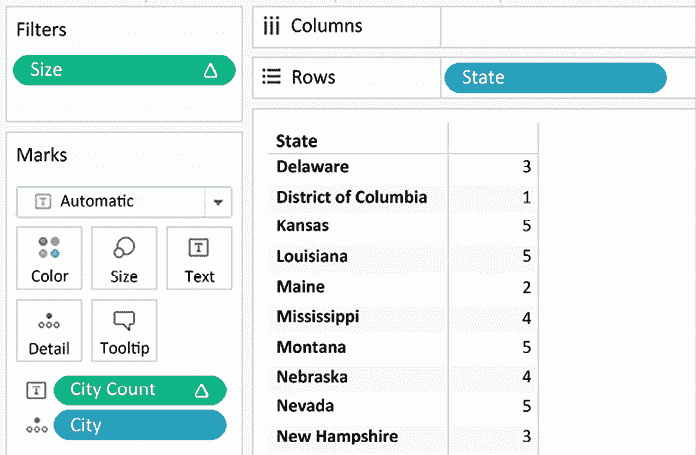 Filters
Size
Columns
Rows
State
Marks
Automatic
Color
Size
Text
Detail
Tooltip
City Count
City
State
Delaware 3
District of Columbia 1
Kansas 5
Louisiana 5
Maine 2
Mississippi 4
Montana 5
Nebraska 4
Nevada 5
New Hampshire 3